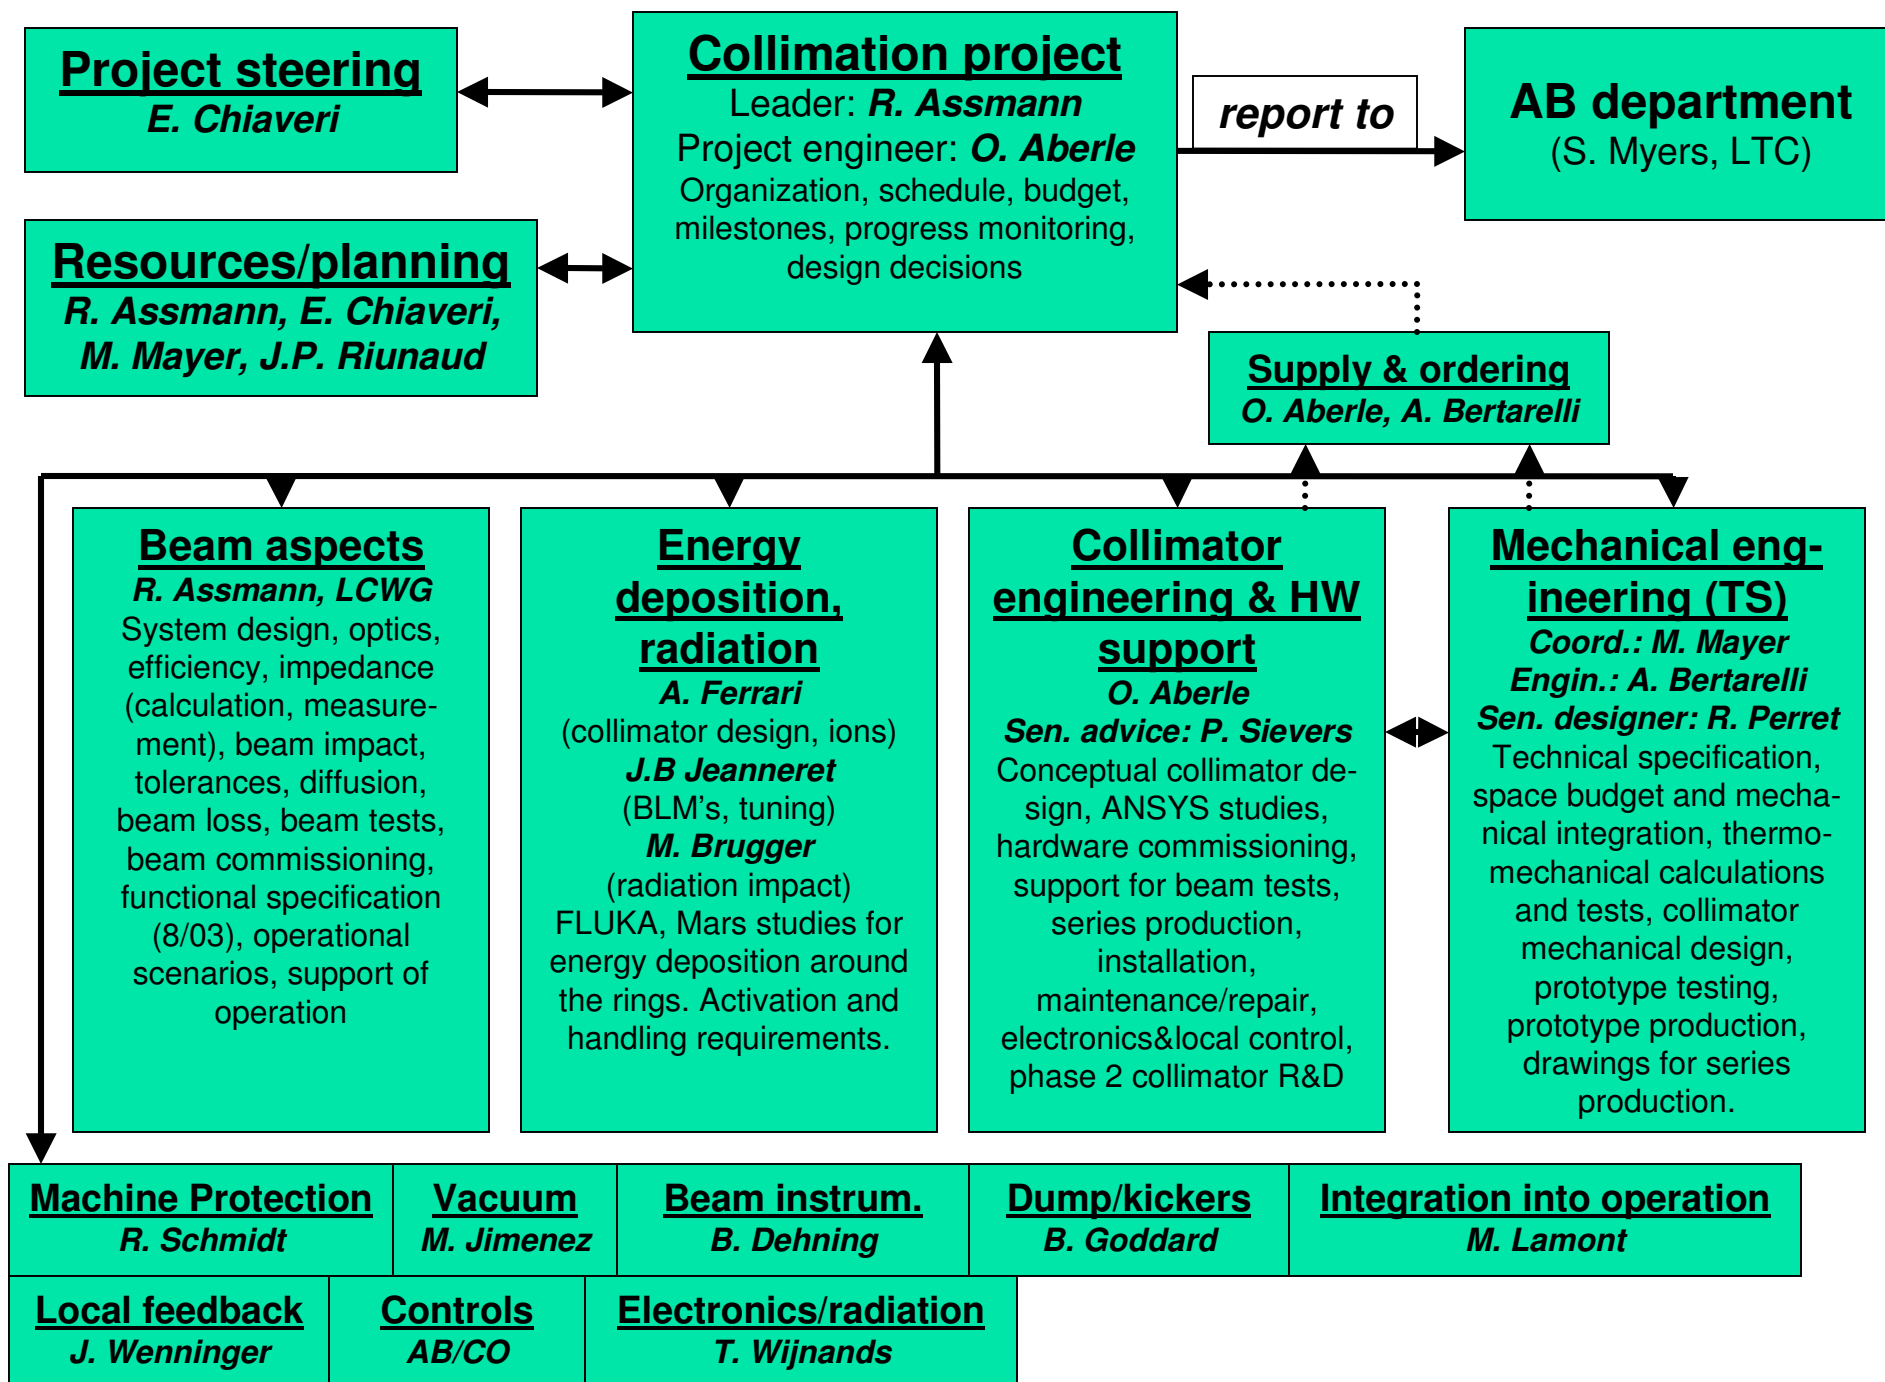 Project steering
E. Chiaveri
Collimation project
Leader: R. Assmann
Project engineer: O. Aberle
Organization, schedule, budget,
milestones, progress monitoring,
design decisions
report to
AB department
(S. Myers, LTC)
Resources/planning
R. Assmann, E. Chiaveri,
M. Mayer, J.P. Riunaud
Supply & ordering
O. Aberle, A. Bertarelli
Beam aspects
R. Assmann, LCWG
System design, optics,
efficiency, impedance
(calculation, measure-
ment), beam impact,
tolerances, diffusion,
beam loss, beam tests,
beam commissioning,
functional specification
(8/03), operational
scenarios, support of
operation
Energy
deposition,
radiation
A. Ferrari
(collimator design, ions)
J.B Jeanneret
(BLM's, tuning)
M. Brugger
(radiation impact)
FLUKA, Mars studies for
energy deposition around
the rings. Activation and
handling requirements.
Collimator
engineering & HW
support
O. Aberle
Sen. advice: P. Sievers
Conceptual collimator de-
sign, ANSYS studies,
hardware commissioning,
support for beam tests,
series production,
installation,
maintenance/repair,
electronics&local control,
phase 2 collimator R&D
Mechanical eng-
ineering (TS)
Coord.: M. Mayer
Engin.: A. Bertarelli
Sen. designer: R. Perret
Technical specification,
space budget and mecha-
nical integration, thermo-
mechanical calculations
and tests, collimator
mechanical design,
prototype testing,
prototype production,
drawings for series
production.
Machine Protection
R. Schmidt
Vacuum
M. Jimenez
Beam instrum.
B. Dehning
Dump/kickers
B. Goddard
Integration into operation
M. Lamont
Local feedback
J. Wenninger
Controls
AB/CO
Electronics/radiation
T. Wijnands